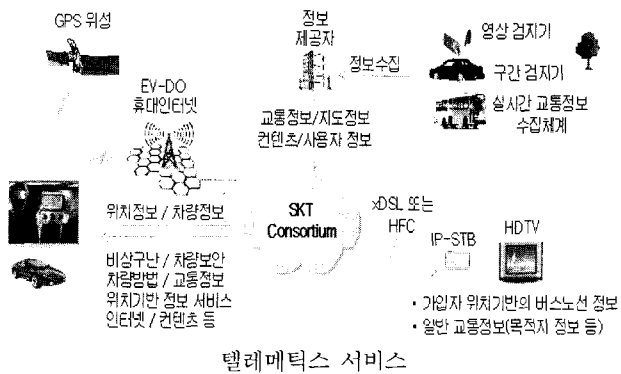 GPS 위성
EV-DO
휴대인터넷
정보
제공자
정보수집
영상 검지기
구간 검지기
실시간 교통정보
수집체계
교통정보/지도정보
컨텐츠/사용자 정보
위치정보 / 차량정보
SKT
Consortium
xDSL 또는
HFC
IP-STB
HDTV
비상구난 / 차량보안
차량방범 / 교통정보
위치기반 정보 서비스
인터넷 / 컨텐츠 등
• 가입자 위치기반의 버스노선 정보
• 일반 교통정보(목적지 정보 등)
텔레메틱스 서비스